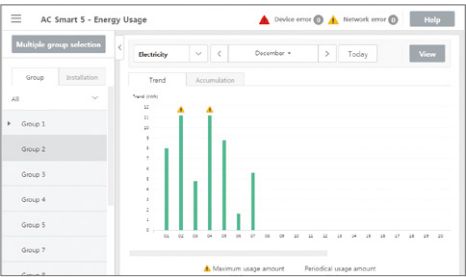 AC Smart 5 - Energy Usage
Device error 0
Network error 0
Help
Multiple group selection
Electricity
December
Today
View
Group
Installation
Trend
Accumulation
All
Trend (kWh)
Group 1
Group 2
Group 3
Group 4
Group 5
Group 7
12
11
10
9
8
7
6
5
4
3
2
1
0
01 02 03 04 05 06 07 08 09 10 11 12 13 14 15 16 17 18 19 20
Maximum usage amount
Periodical usage amount